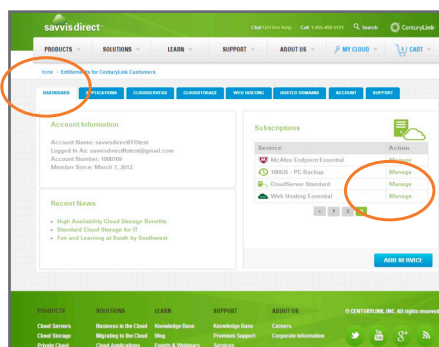 savvisdirect
Chat Get live help Call 1-855- Search CenturyLink
PRODUCTS SOLUTIONS LEARN SUPPORT ABOUT US MY CLOUD CART
Home Entitlements for CenturyLink Customers
DASHBOARD APPLICATIONS CLOUDSERVERS CLOUDSTORAGE WEB HOSTING HOSTED DOMAINS ACCOUNT SUPPORT
Account Information
Account Name: savvisdirectFFOtest
Logged In As: savvisdirectffotest@gmail.com
Account Number: 1000769
Member Since: March 7, 2013
Recent News
High Availability Cloud Storage Benefits
Standard Cloud Storage for IT
Fun and Learning at South by Southwest
Subscriptions
Service Action
McAfee Endpoint Essential Manage
100GB - PC Backup Manage
CloudServer Standard Manage
Web Hosting Essential Manage
< 1 2 >
ADD SERVICE
PRODUCTS SOLUTIONS LEARN SUPPORT ABOUT US © CENTURYLINK, INC. All rights reserved
Cloud Servers Business in the Cloud Knowledge Base Knowledge Base Careers
Cloud Storage Migrating to the Cloud Blog Premium Support Corporate Information
Private Cloud Cloud Applications Events & Webinars Services